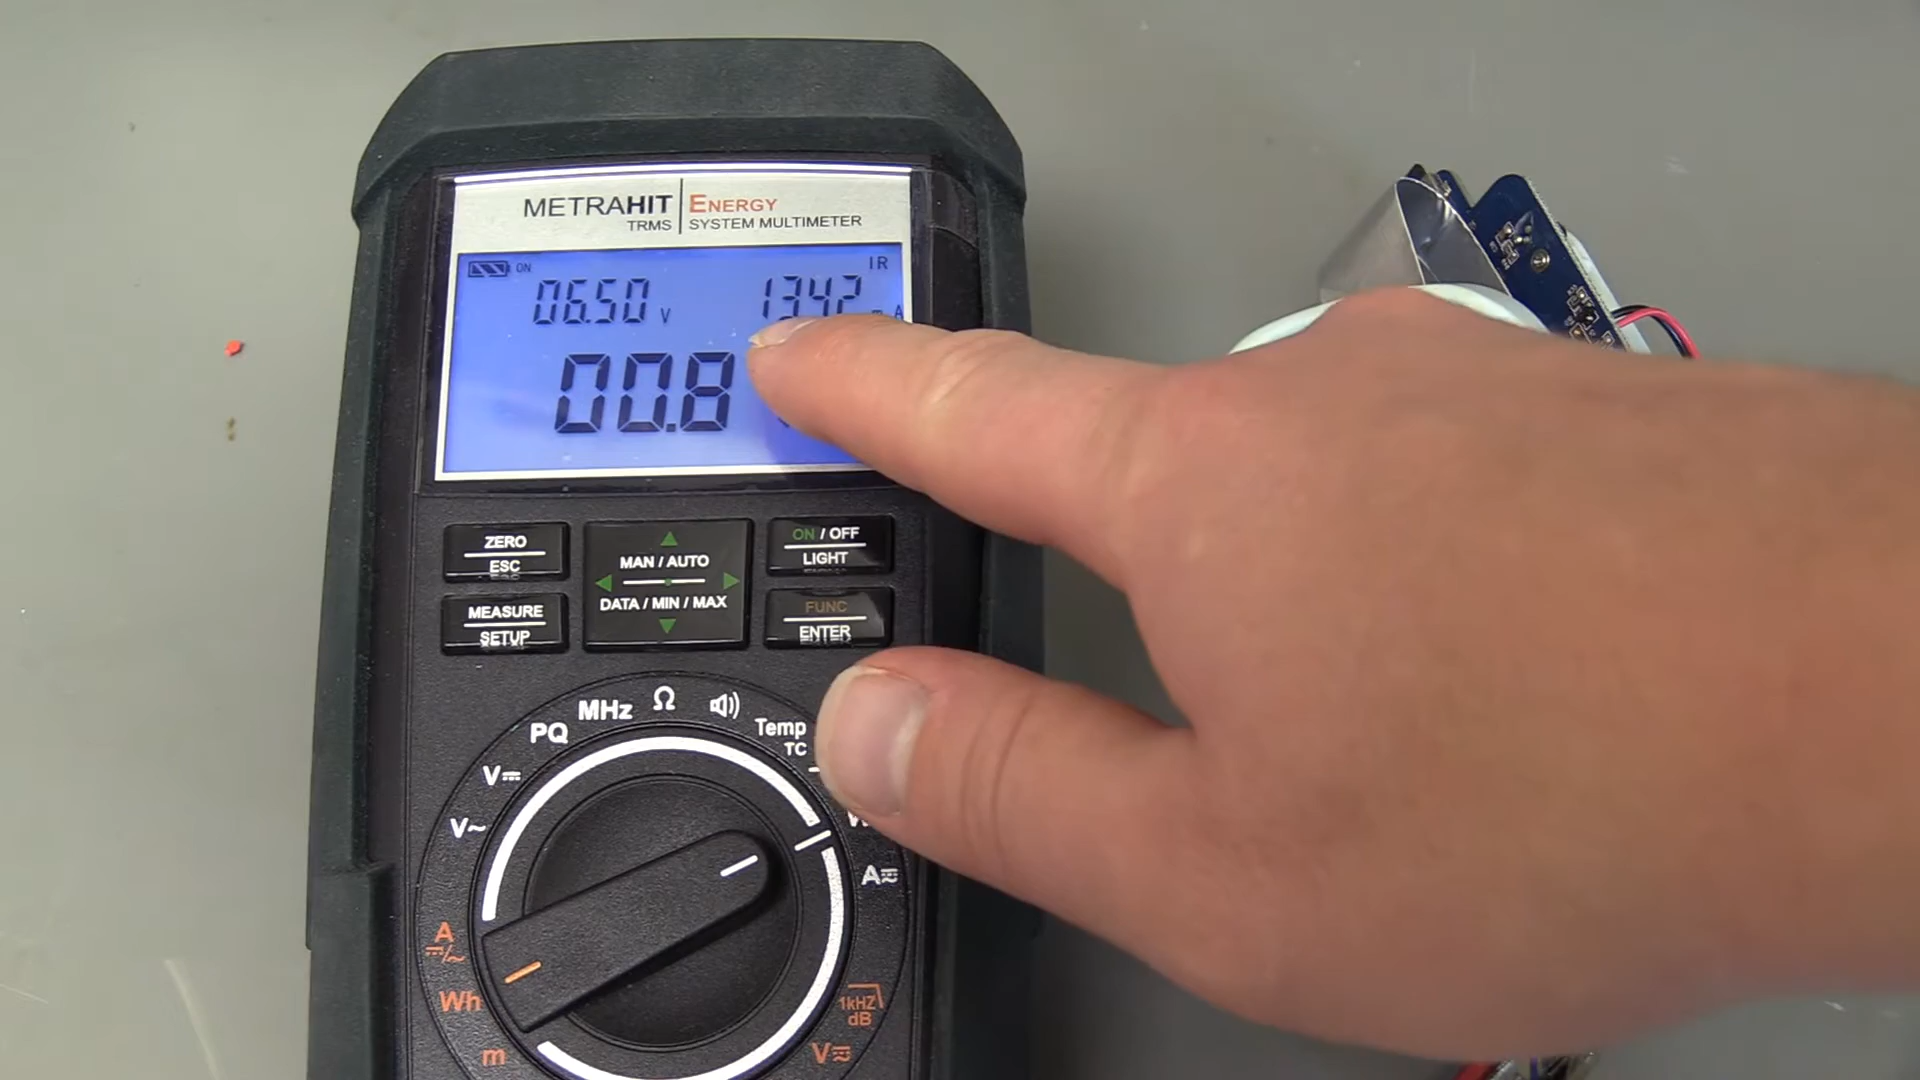 METRAHIT ENERGY
TRMS SYSTEM MULTIMETER
ON IR
06.50 V
00.8
ZERO
ESC
MAN / AUTO
DATA / MIN / MAX
ON / OFF
LIGHT
MEASURE
SETUP
FUNC
ENTER
PQ
MHz
Ω
Temp
TC
V⎓
V~
A⎓/~
Wh
m
A
1kHZ
dB
V